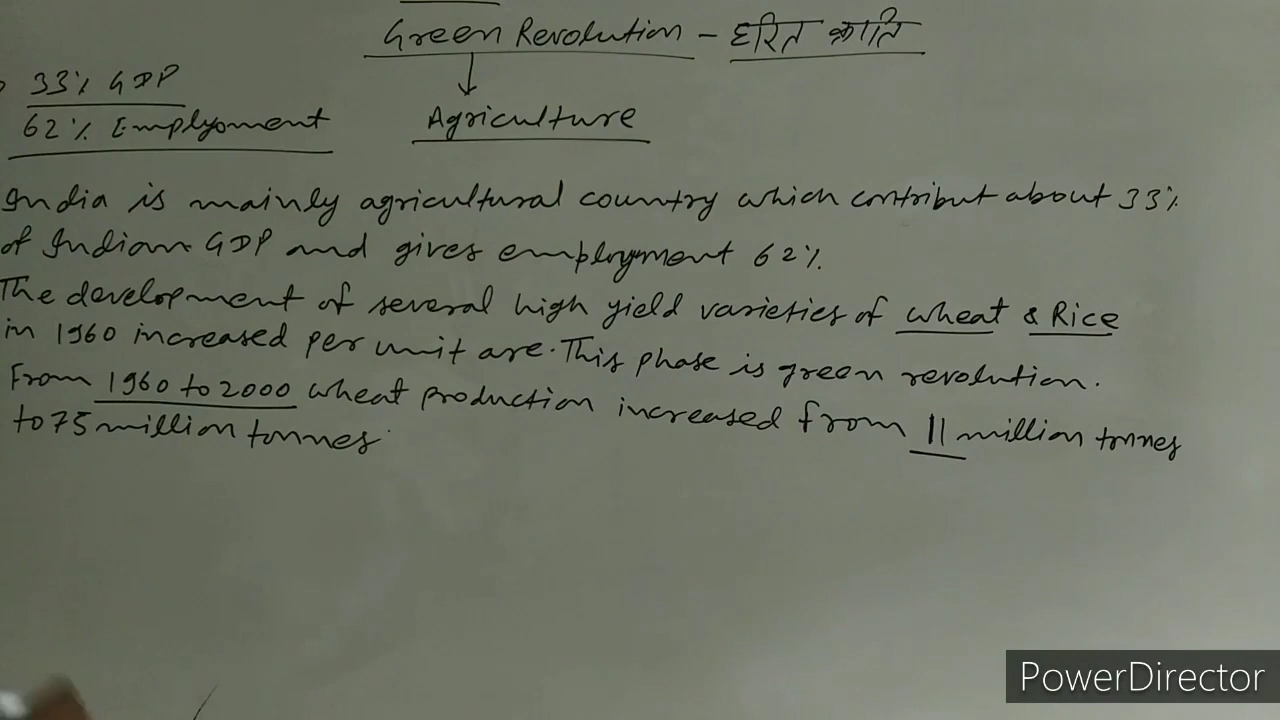 Green Revolution - हरित क्राति
33% GDP
62% Emplyoment
Agriculture
India is mainly agricultural country which contribut about 33%
of Indian GDP and gives employment 62%.
The development of several high yield varieties of wheat & Rice
in 1960 increased per unit are. This phase is green revolution.
From 1960 to 2000 wheat production increased from 11 million tonnes
to 75 million tonnes
PowerDirector